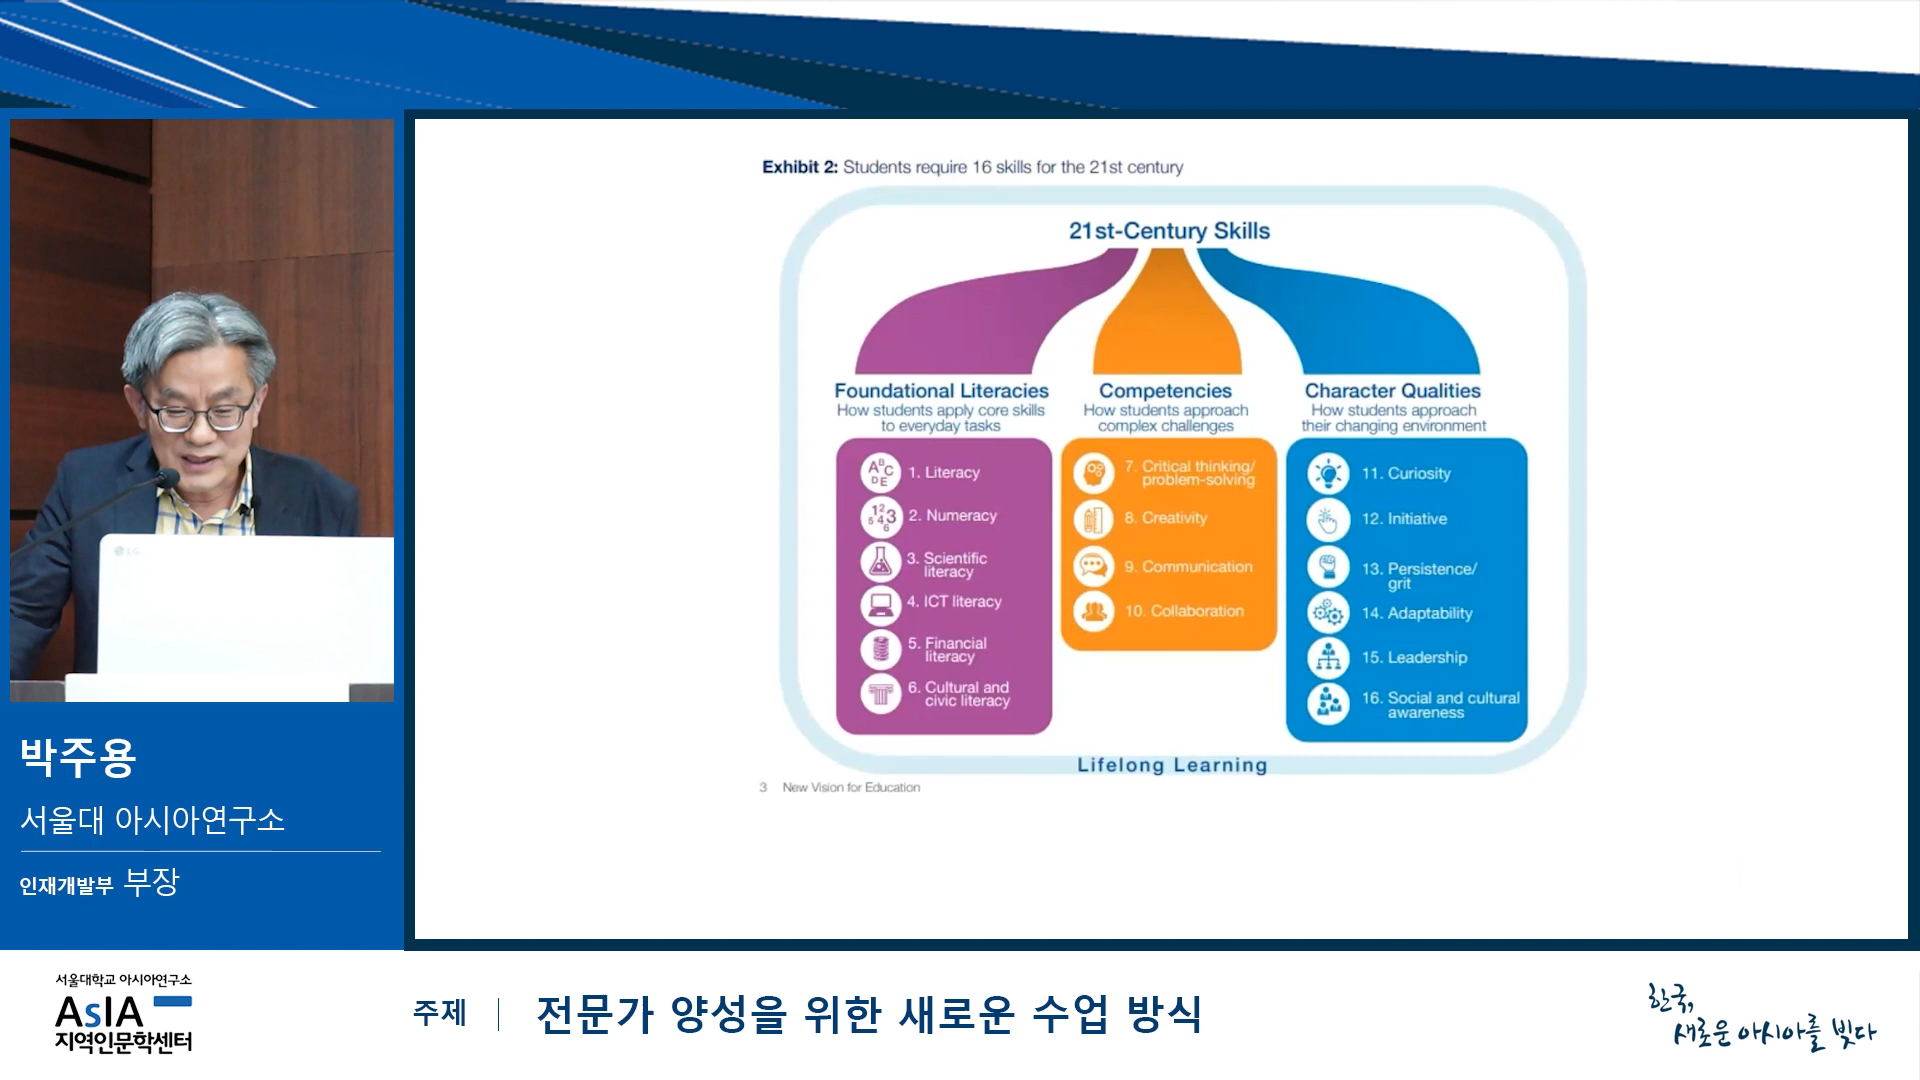 Exhibit 2: Students require 16 skills for the 21st century
21st-Century Skills
Foundational Literacies
How students apply core skills
to everyday tasks
1. Literacy
2. Numeracy
3. Scientific
literacy
4. ICT literacy
5. Financial
literacy
6. Cultural and
civic literacy
Competencies
How students approach
complex challenges
7. Critical thinking/
problem-solving
8. Creativity
9. Communication
10. Collaboration
Character Qualities
How students approach
their changing environment
11. Curiosity
12. Initiative
13. Persistence/
grit
14. Adaptability
15. Leadership
16. Social and cultural
awareness
Lifelong Learning
3 New Vision for Education
LG
박주용
서울대 아시아연구소
인재개발부 부장
서울대학교 아시아연구소
AsIA
지역인문학센터
주제
전문가 양성을 위한 새로운 수업 방식
한국,
새로운 아시아를 빚다